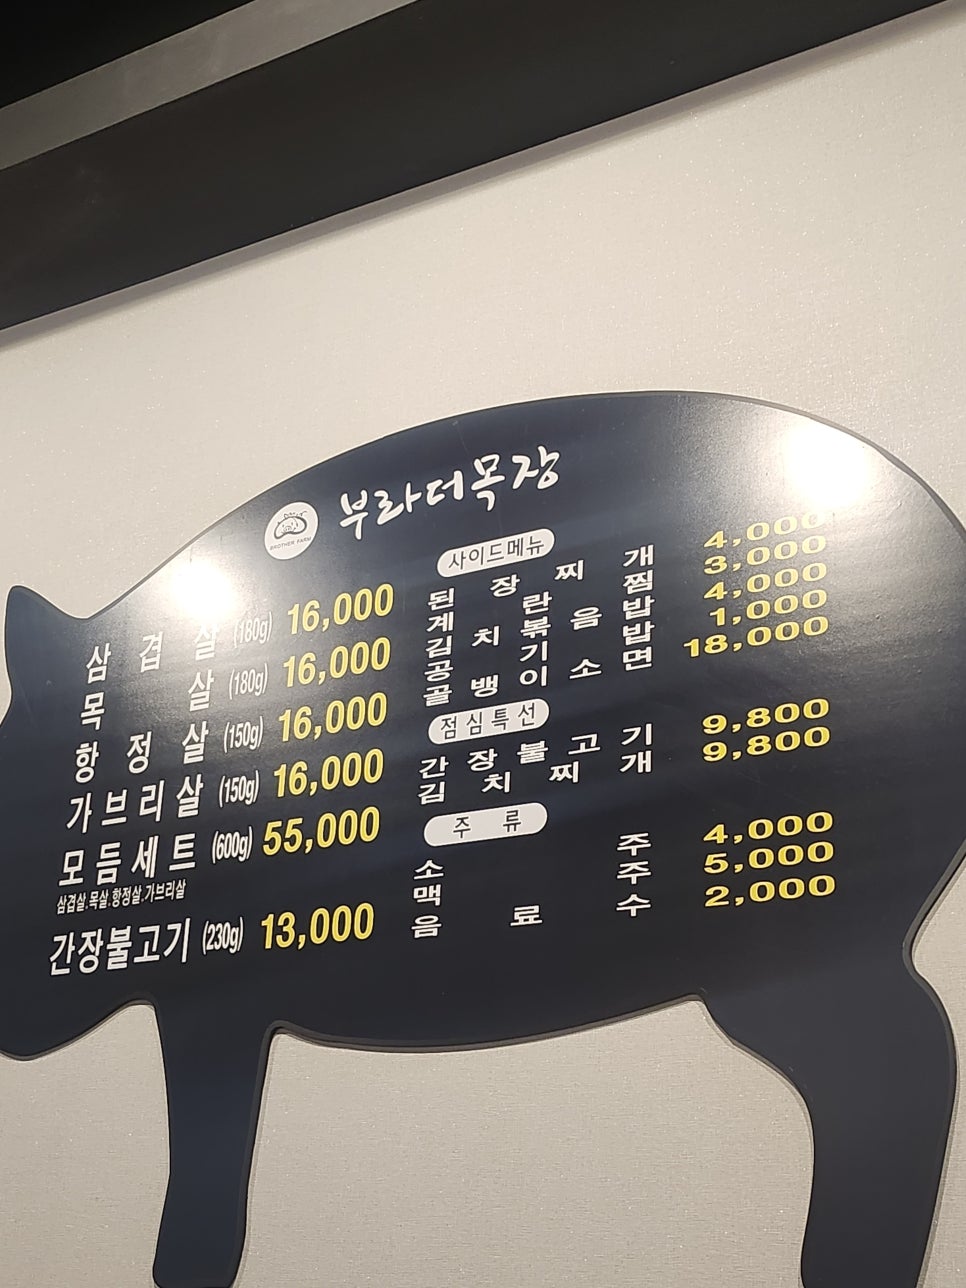 BROTHER FARM
부라더목장
삼겹살 (180g) 16,000
목살 (180g) 16,000
항정살 (150g) 16,000
가브리살 (150g) 16,000
모듬세트 (600g) 55,000
삼겹살.목살.항정살.가브리살
간장불고기 (230g) 13,000
사이드메뉴
된장찌개 4,000
계란찜 3,000
김치볶음밥 4,000
공기밥 1,000
골뱅이소면 18,000
점심특선
간장불고기 9,800
김치찌개 9,800
주류
소주 4,000
맥주 5,000
음료수 2,000